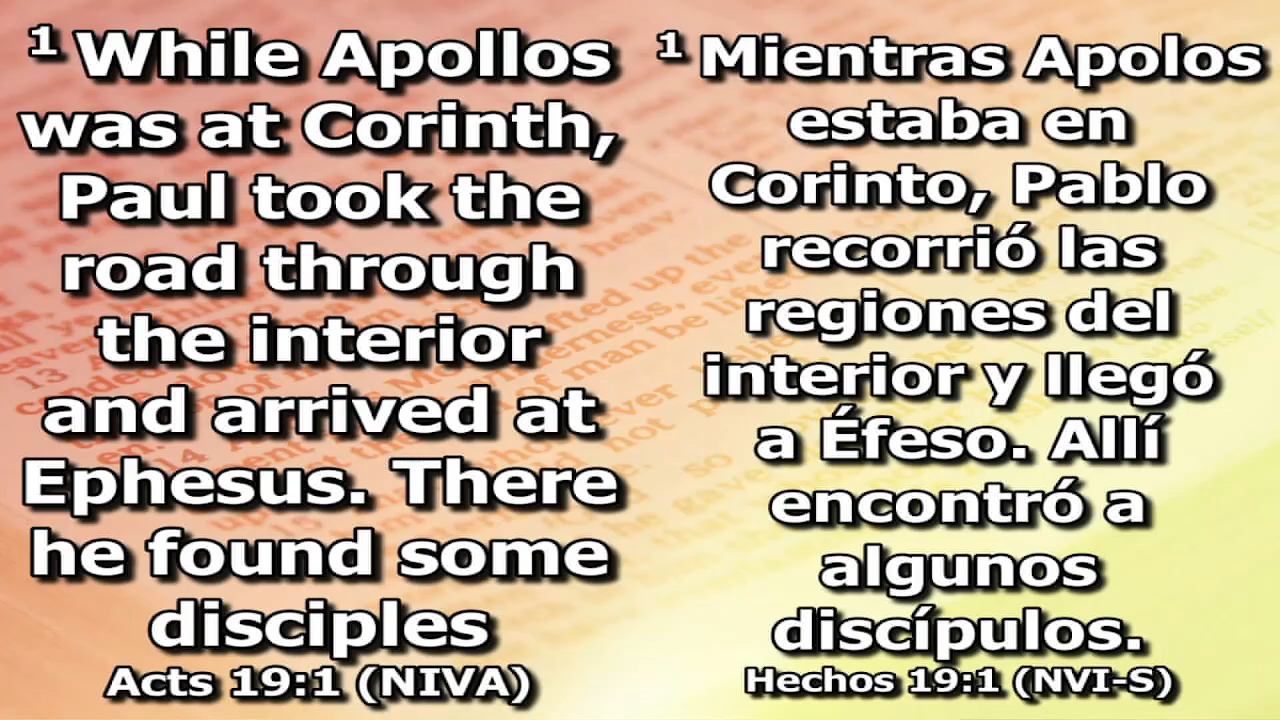 ¹ While Apollos
was at Corinth,
Paul took the
road through
the interior
and arrived at
Ephesus. There
he found some
disciples
Acts 19:1 (NIVA)
¹ Mientras Apolos
estaba en
Corinto, Pablo
recorrió las
regiones del
interior y llegó
a Éfeso. Allí
encontró a
algunos
discípulos.
Hechos 19:1 (NVI-S)